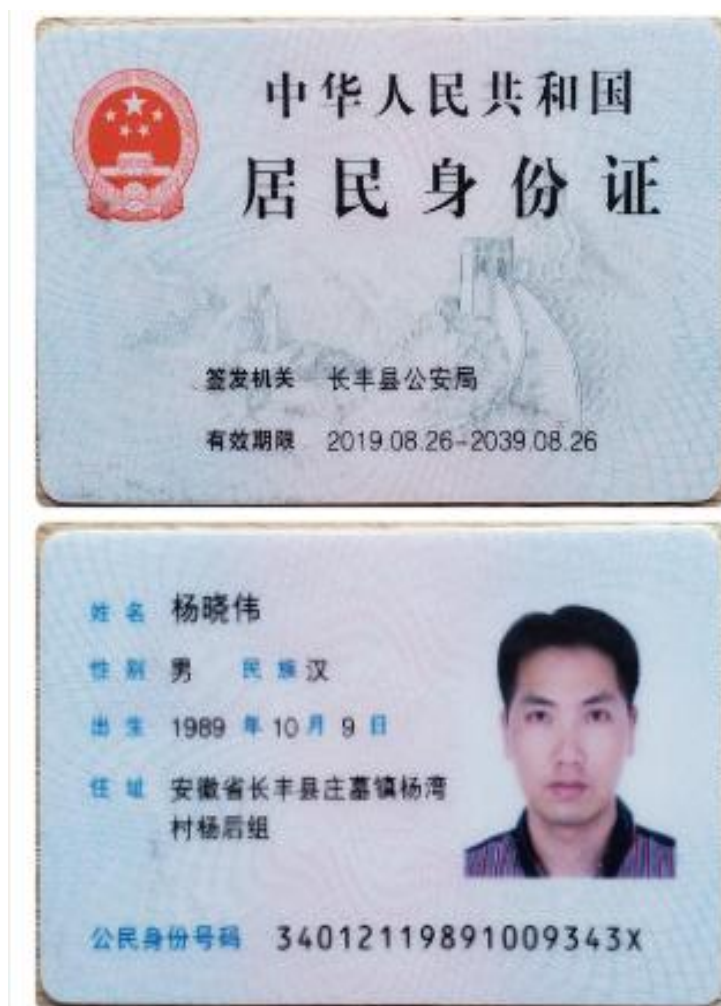 中华人民共和国
居民身份证
签发机关 长丰县公安局
有效期限 2019.08.26-2039.08.26
姓名 杨晓伟
性别 男 民族 汉
出生 1989 年 10 月 9 日
住址 安徽省长丰县庄墓镇杨湾
村杨后组
公民身份号码 34012119891009343X